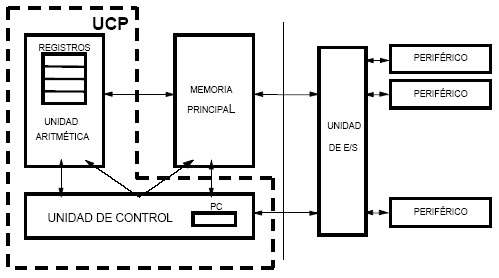 UCP
REGISTROS
UNIDAD
ARITMÉTICA
MEMORIA
PRINCIPAL
UNIDAD DE CONTROL
PC
UNIDAD
DE E/S
PERIFÉRICO
PERIFÉRICO
PERIFÉRICO